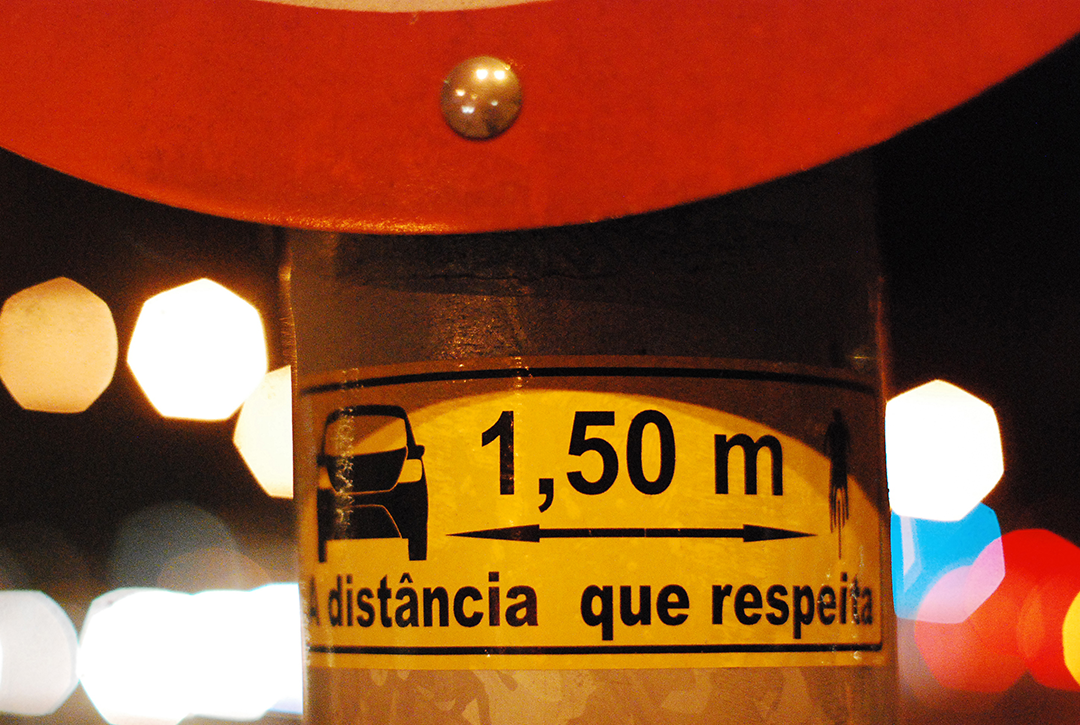 1,50 m
A distância que respeita